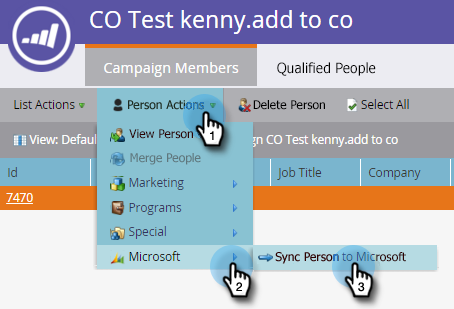 CO Test kenny.add to co
Campaign Members Qualified People
List Actions Person Actions Delete Person Select All
1
View: Defaul gn CO Test kenny.add to co
View Person
Merge People
Id Job Title Company
Marketing
7470
Programs
Special
Microsoft Sync Person to Microsoft
2 3